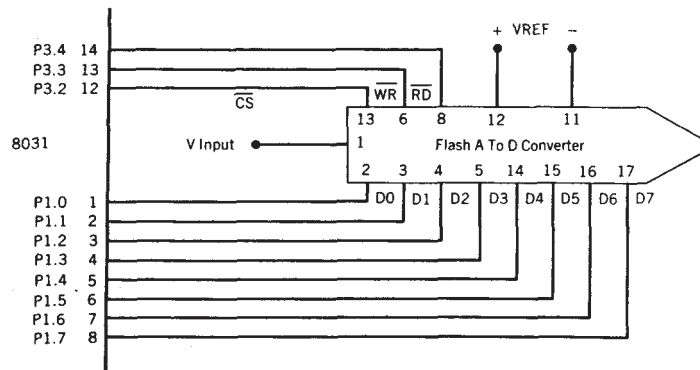 + VREF −
P3.4 14
P3.3 13
P3.2 12
CS WR RD
13 6 8 12 11
8031
V Input
1
Flash A To D Converter
2 3 4 5 14 15 16 17
P1.0 1
D0 D1 D2 D3 D4 D5 D6 D7
P1.1 2
P1.2 3
P1.3 4
P1.4 5
P1.5 6
P1.6 7
P1.7 8